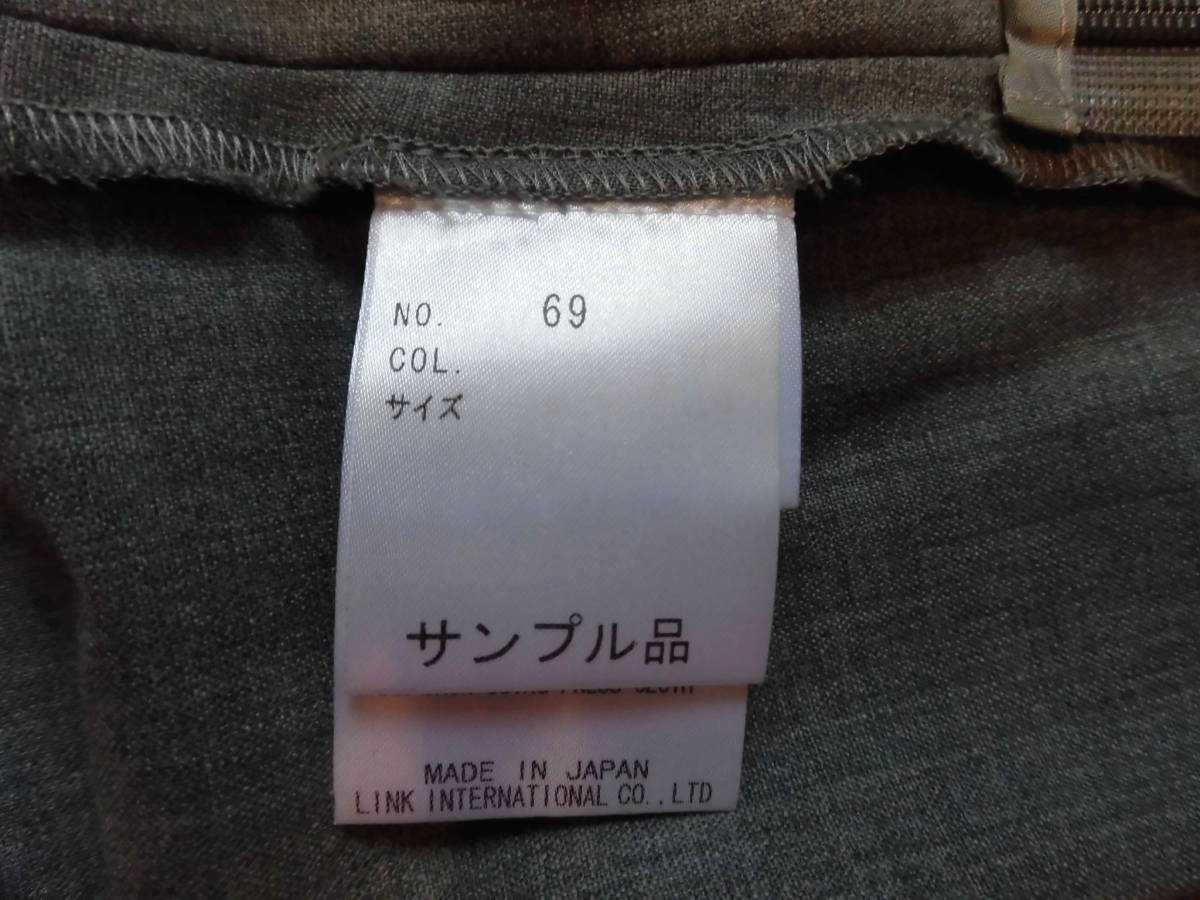 NO. 69
COL.
サイズ
サンプル品
MADE IN JAPAN
LINK INTERNATIONAL CO.,LTD